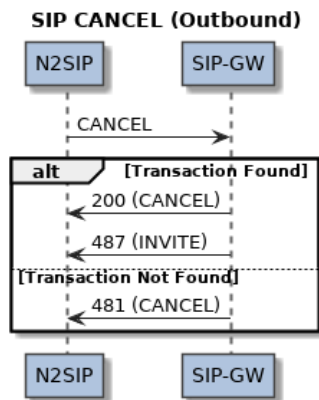 SIP CANCEL (Outbound)
N2SIP SIP-GW
CANCEL
alt [Transaction Found]
200 (CANCEL)
487 (INVITE)
[Transaction Not Found]
481 (CANCEL)
N2SIP SIP-GW